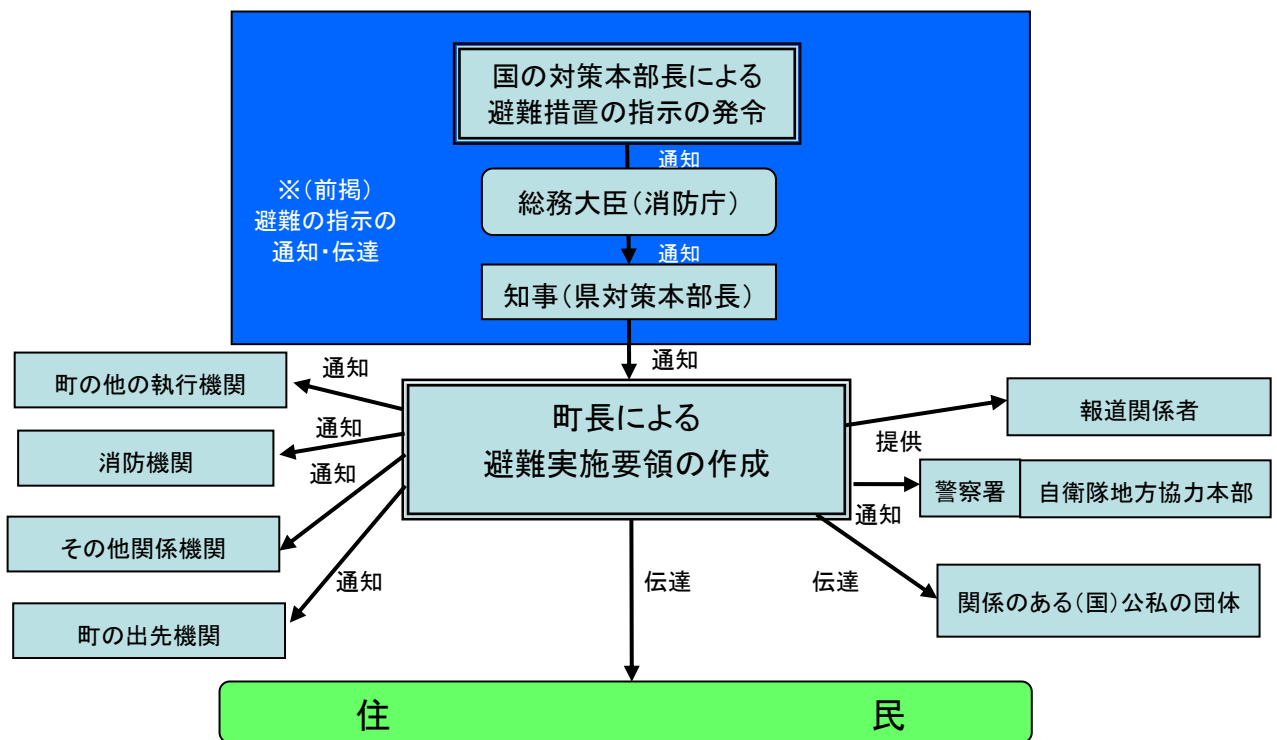 国の対策本部長による
避難措置の指示の発令
通知
※（前掲）
避難の指示の
通知・伝達
総務大臣（消防庁）
通知
知事（県対策本部長）
通知
通知
町の他の執行機関
町長による
避難実施要領の作成
報道関係者
提供
通知
消防機関
通知
警察署
自衛隊地方協力本部
通知
その他関係機関
通知
伝達
伝達
関係のある（国）公私の団体
町の出先機関
住 民